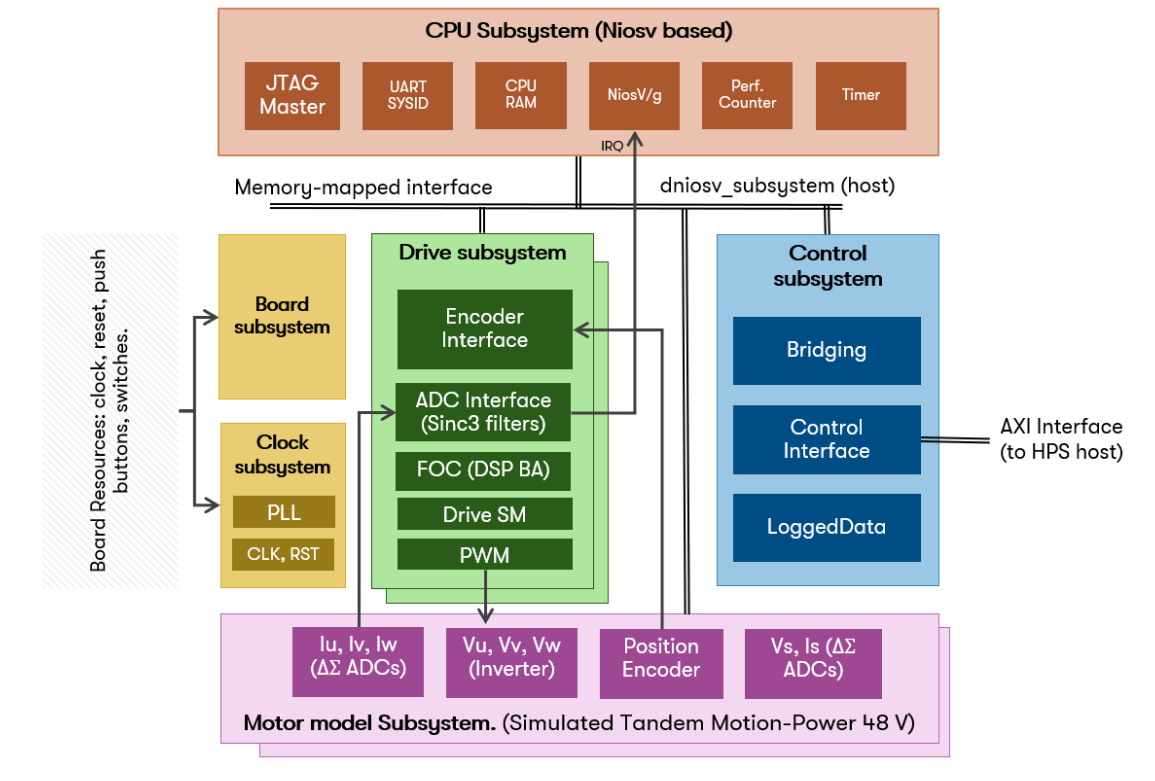 CPU Subsystem (Niosv based)
JTAG
Master
UART
SYSID
CPU
RAM
NiosV/g
Perf.
Counter
Timer
IRQ
Memory-mapped interface
dniosv_subsystem (host)
Board Resources: clock, reset, push
buttons, switches.
Board
subsystem
Clock
subsystem
PLL
CLK, RST
Drive subsystem
Encoder
Interface
ADC Interface
(Sinc3 filters)
FOC (DSP BA)
Drive SM
PWM
Control
subsystem
Bridging
Control
Interface
LoggedData
AXI Interface
(to HPS host)
Iu, Iv, Iw
(ΔΣ ADCs)
Vu, Vv, Vw
(Inverter)
Position
Encoder
Vs, Is (ΔΣ
ADCs)
Motor model Subsystem. (Simulated Tandem Motion-Power 48 V)